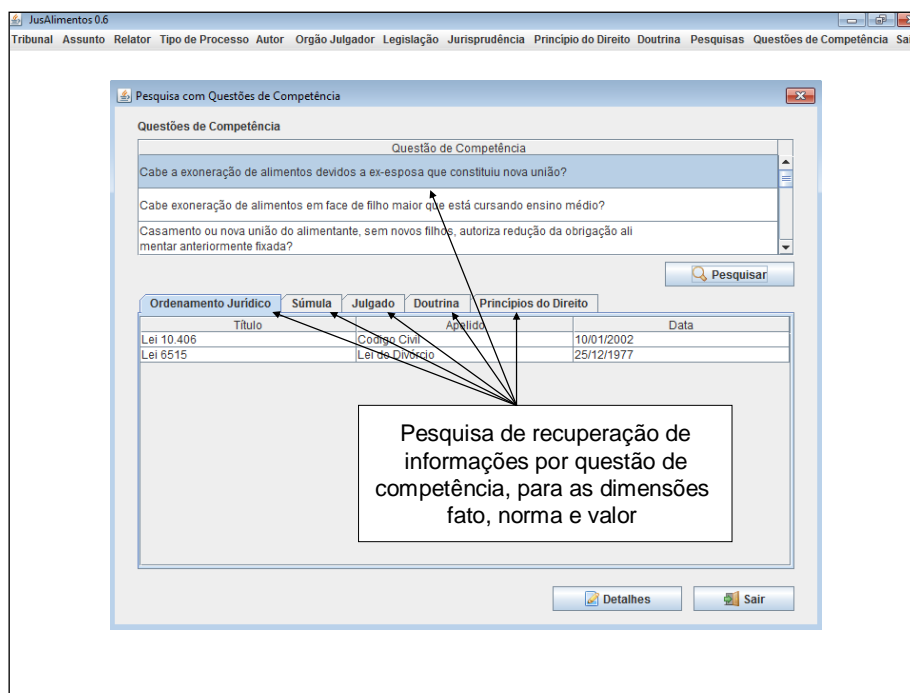 JusAlimentos 0.6
Tribunal Assunto Relator Tipo de Processo Autor Orgão Julgador Legislação Jurisprudência Princípio do Direito Doutrina Pesquisas Questões de Competência Sai
Pesquisa com Questões de Competência
Questões de Competência
Questão de Competência
Cabe a exoneração de alimentos devidos a ex-esposa que constituiu nova união?
Cabe exoneração de alimentos em face de filho maior que está cursando ensino médio?
Casamento ou nova união do alimentante, sem novos filhos, autoriza redução da obrigação ali
mentar anteriormente fixada?
Pesquisar
Ordenamento Jurídico Súmula Julgado Doutrina Princípios do Direito
Título Apelido Data
Lei 10.406 Codigo Civil 10/01/2002
Lei 6515 Lei do Divórcio 25/12/1977
Pesquisa de recuperação de
informações por questão de
competência, para as dimensões
fato, norma e valor
Detalhes Sair